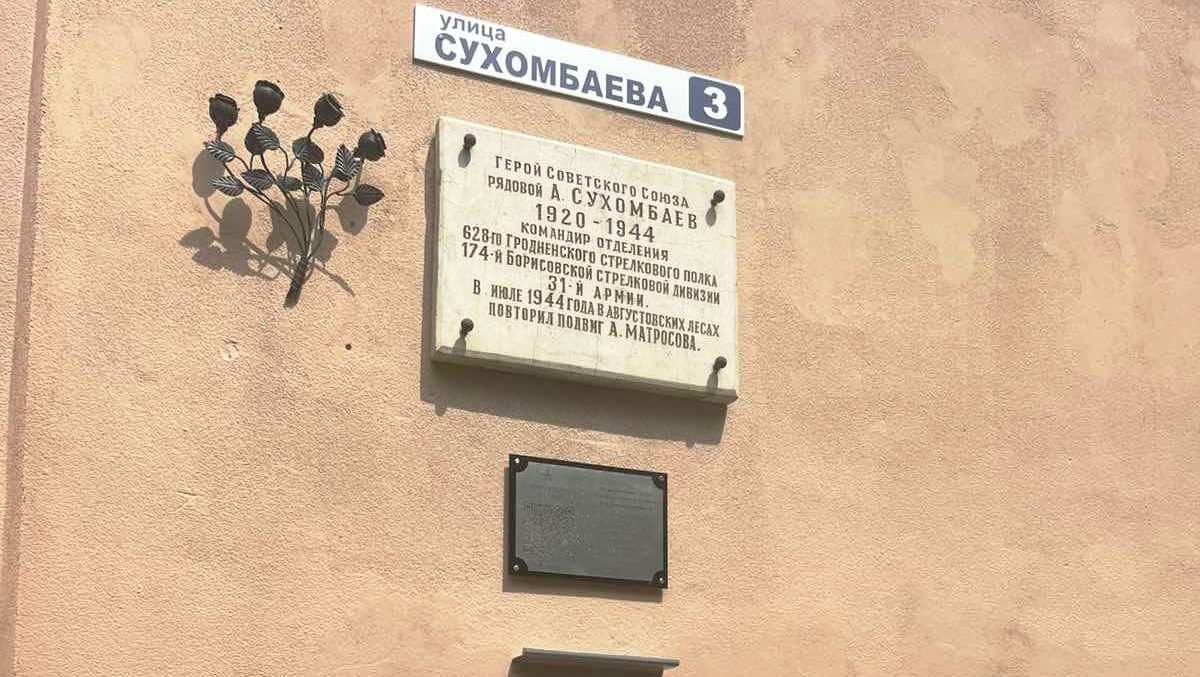 улица
СУХОМБАЕВА 3
ГЕРОЙ СОВЕТСКОГО СОЮЗА
РЯДОВОЙ А. СУХОМБАЕВ
1920 - 1944
КОМАНДИР ОТДЕЛЕНИЯ
628-ГО ГРОДНЕНСКОГО СТРЕЛКОВОГО ПОЛКА
174-Й БОРИСОВСКОЙ СТРЕЛКОВОЙ ДИВИЗИИ
31-Й АРМИИ.
В ИЮЛЕ 1944 ГОДА В АВГУСТОВСКИХ ЛЕСАХ
ПОВТОРИЛ ПОДВИГ А. МАТРОСОВА.